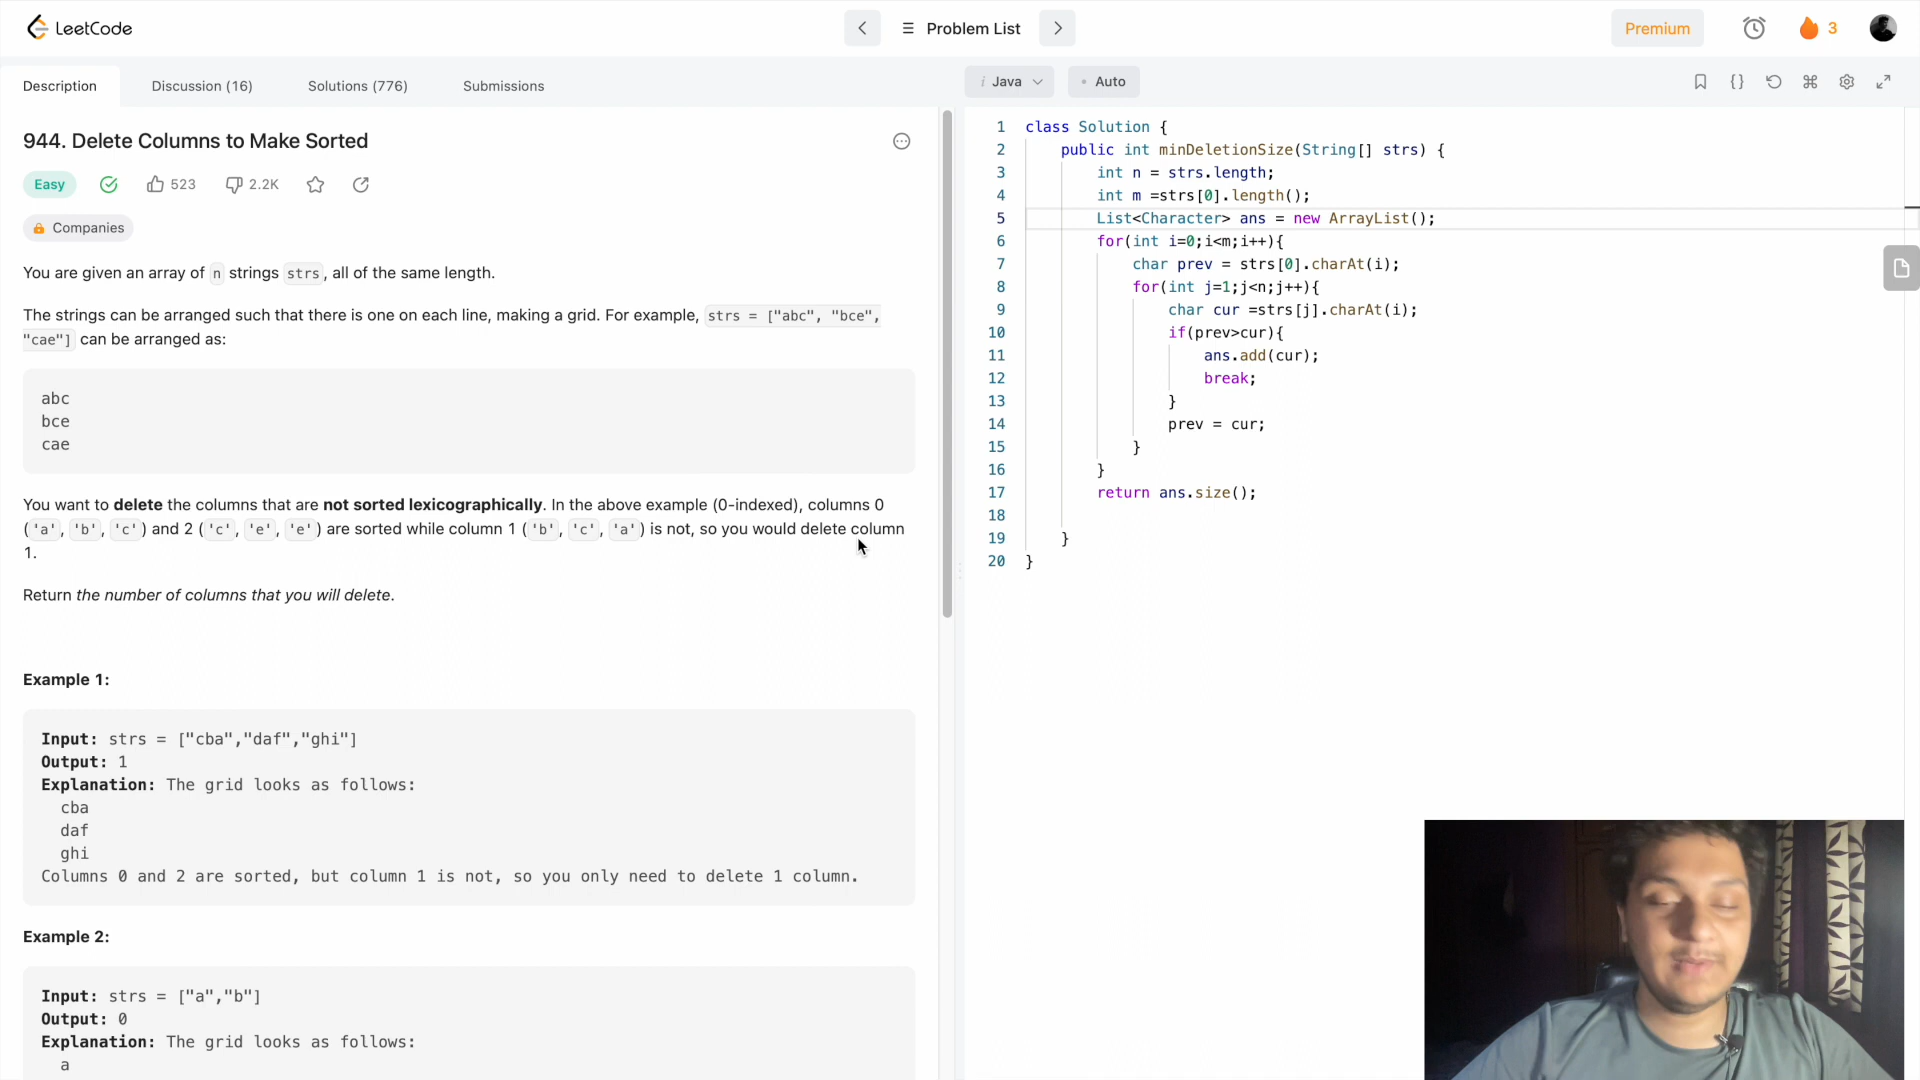 LeetCode
Problem List
Premium
3
Description
Discussion (16)
Solutions (776)
Submissions
944. Delete Columns to Make Sorted
Easy
523
2.2K
Companies
You are given an array of n strings strs, all of the same length.
The strings can be arranged such that there is one on each line, making a grid. For example, strs = ["abc", "bce",
"cae"] can be arranged as:
abc
bce
cae
You want to delete the columns that are not sorted lexicographically. In the above example (0-indexed), columns 0
('a', 'b', 'c') and 2 ('c', 'e', 'e') are sorted while column 1 ('b', 'c', 'a') is not, so you would delete column
1.
Return the number of columns that you will delete.
Example 1:
Input: strs = ["cba","daf","ghi"]
Output: 1
Explanation: The grid looks as follows:
cba
daf
ghi
Columns 0 and 2 are sorted, but column 1 is not, so you only need to delete 1 column.
Example 2:
Input: strs = ["a","b"]
Output: 0
Explanation: The grid looks as follows:
a
i Java
Auto
1 class Solution {
2 public int minDeletionSize(String[] strs) {
3 int n = strs.length;
4 int m =strs[0].length();
5 List<Character> ans = new ArrayList();
6 for(int i=0;i<m;i++){
7 char prev = strs[0].charAt(i);
8 for(int j=1;j<n;j++){
9 char cur =strs[j].charAt(i);
10 if(prev>cur){
11 ans.add(cur);
12 break;
13 }
14 prev = cur;
15 }
16 }
17 return ans.size();
18
19 }
20 }